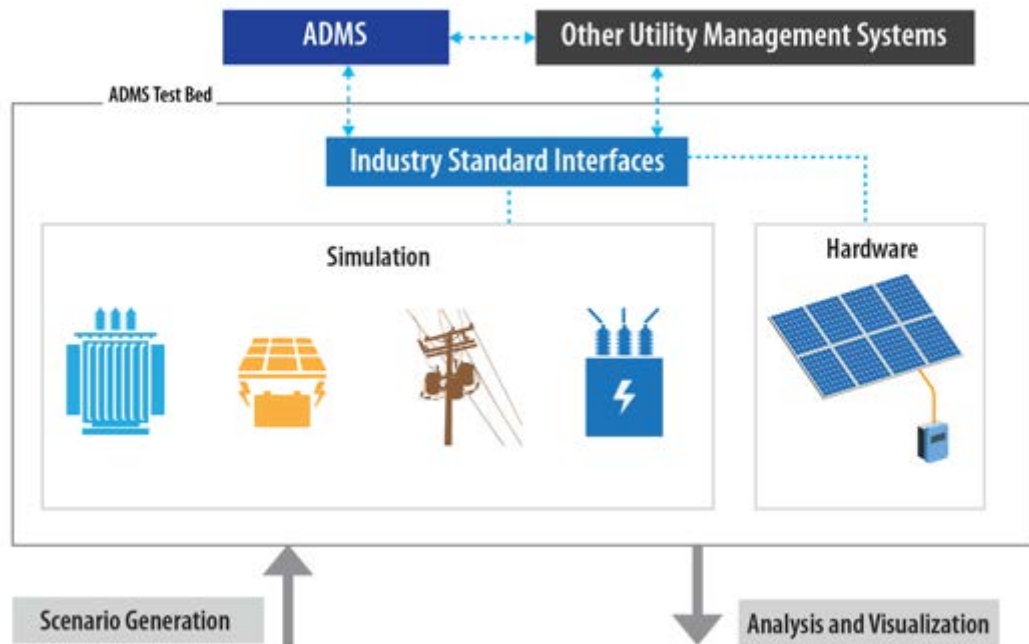 ADMS
Other Utility Management Systems
ADMS Test Bed
Industry Standard Interfaces
Simulation
Hardware
Scenario Generation
Analysis and Visualization